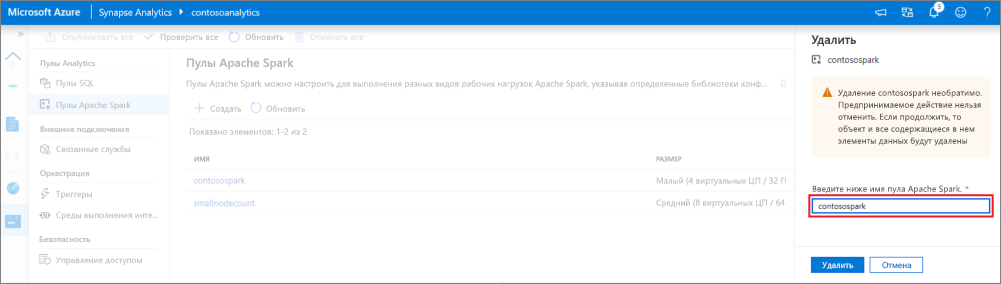 Microsoft Azure
Synapse Analytics
contosoanalytics
5
?
»
Опубликовать все
Проверить все
Обновить
Отменить все
Пулы Analytics
Пулы SQL
Пулы Apache Spark
Внешние подключения
Связанные службы
Оркестрация
Триггеры
Среды выполнения инте...
Безопасность
Управление доступом
Пулы Apache Spark
Пулы Apache Spark можно настроить для выполнения разных видов рабочих нагрузок Apache Spark, указывая определенные библиотеки конф...
+ Создать
Обновить
Показано элементов: 1-2 из 2
ИМЯ
РАЗМЕР
contosospark
Малый (4 виртуальных ЦП / 32 Г
smallnodecount
Средний (8 виртуальных ЦП / 64
Удалить
contosospark
Удаление contosospark необратимо.
Предпринимаемое действие нельзя
отменить. Если продолжить, то
объект и все содержащиеся в нем
элементы данных будут удалены
Введите ниже имя пула Apache Spark. *
contosospark
Удалить
Отмена